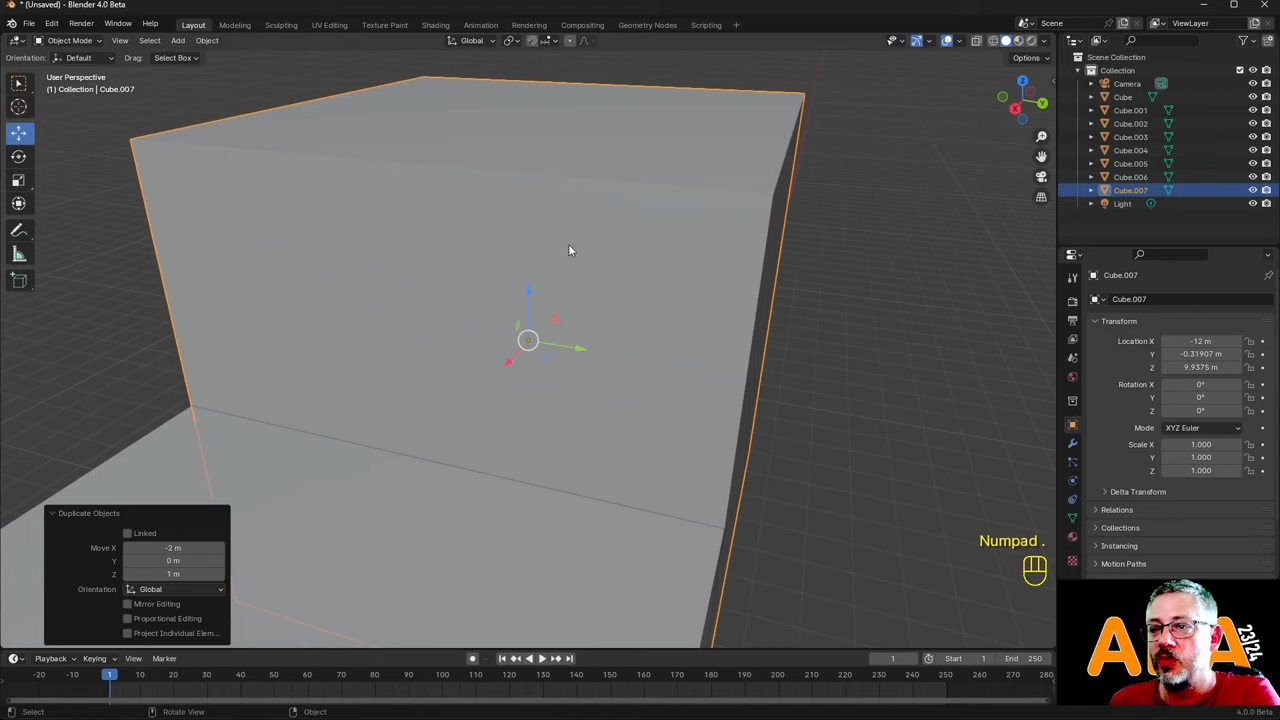 * (Unsaved) - Blender 4.0 Beta
File Edit Render Window Help Layout Modeling Sculpting UV Editing Texture Paint Shading Animation Rendering Compositing Geometry Nodes Scripting + Scene ViewLayer
Object Mode View Select Add Object Global
Orientation: Default Drag: Select Box Options
User Perspective
(1) Collection | Cube.007
Z
Y
X
Scene Collection
Collection
Camera
Cube
Cube.001
Cube.002
Cube.003
Cube.004
Cube.005
Cube.006
Cube.007
Light
Cube.007
Cube.007
Transform
Location X -12 m
Y -0.31907 m
Z 9.9375 m
Rotation X 0°
Y 0°
Z 0°
Mode XYZ Euler
Scale X 1.000
Y 1.000
Z 1.000
Delta Transform
Relations
Collections
Instancing
Motion Paths
Duplicate Objects
Linked
Move X -2 m
Y 0 m
Z 1 m
Orientation Global
Mirror Editing
Proportional Editing
Project Individual Elem...
Numpad .
23/24
Playback Keying View Marker 1 Start 1 End 250
-20 -10 1 10 20 30 40 50 60 70 80 90 100 110 120 130 140 150 160 170 180 190 200 210 220 230 240 250 260 270 280
Select Rotate View Object 4.0.0 Beta